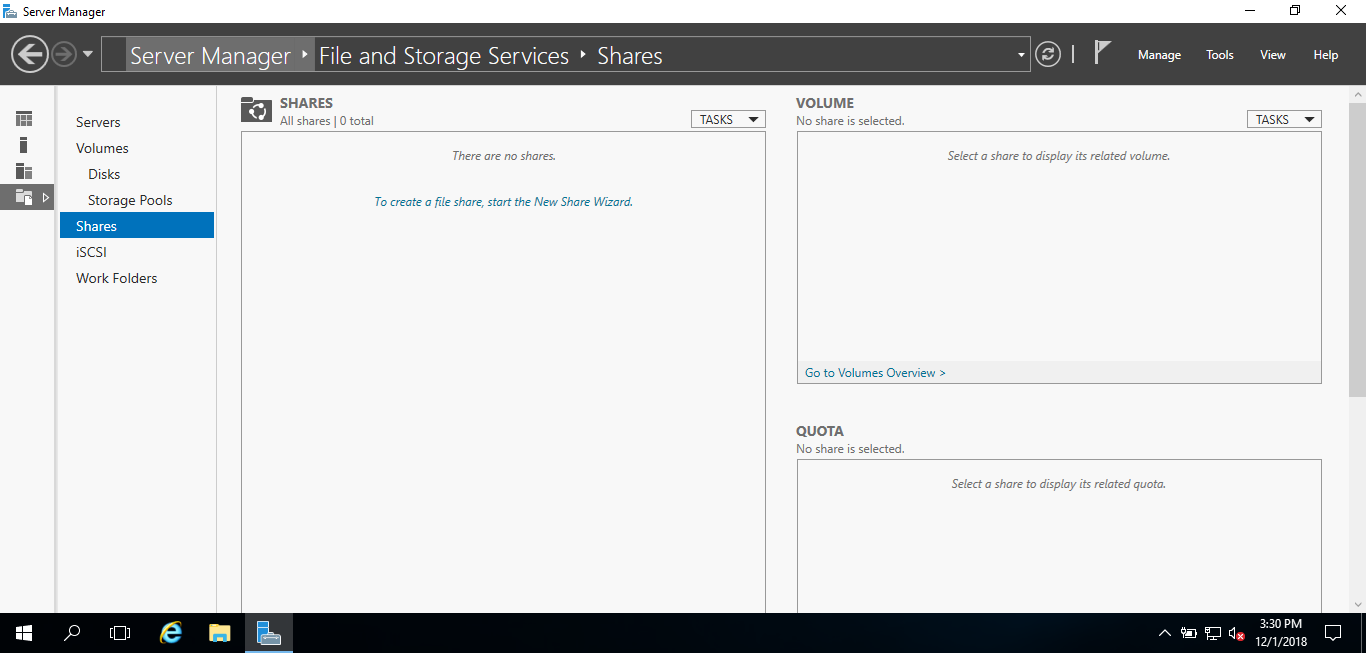 Server Manager
Server Manager ‣ File and Storage Services ‣ Shares
Manage Tools View Help
Servers
Volumes
Disks
Storage Pools
Shares
iSCSI
Work Folders
SHARES
All shares | 0 total
TASKS
There are no shares.
To create a file share, start the New Share Wizard.
VOLUME
No share is selected.
TASKS
Select a share to display its related volume.
Go to Volumes Overview >
QUOTA
No share is selected.
Select a share to display its related quota.
3:30 PM
12/1/2018